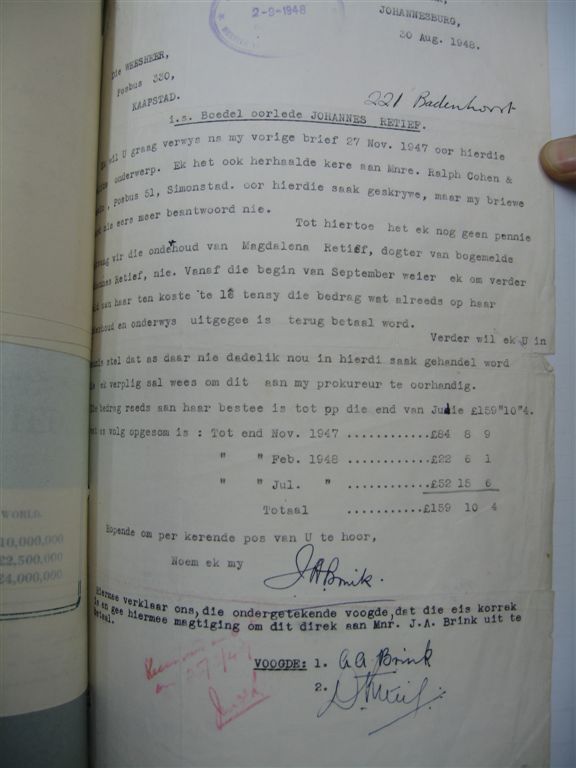 2-9-1948
JOHANNESBURG,
30 Aug. 1948.
Die WEESHEER,
Posbus 330,
KAAPSTAD.
221 Badenhorst
i.s. Boedel oorlede JOHANNES RETIEF.
wil U graag verwys na my vorige brief 27 Nov. 1947 oor hierdie
onderwerp. Ek het ook herhaalde kere aan Mnre. Ralph Cohen &
Posbus 51, Simonstad. oor hierdie saak geskrywe, maar my briewe
als eers meer beantwoord nie.
Tot hiertoe het ek nog geen pennie
vir die onderhoud van Magdalena Retief, dogter van bogemelde
Retief, nie. Vanaf die begin van September weier ek om verder
van haar ten koste te lê tensy die bedrag wat alreeds op haar
onderhoud en onderwys uitgegee is terug betaal word.
Verder wil ek U in
stel dat as daar nie dadelik nou in hierdi saak gehandel word
ek verplig sal wees om dit aan my prokureur te oorhandig.
Die bedrag reeds aan haar bestee is tot op die end van Julie £159"10"4.
as volg opgesom is : Tot end Nov. 1947 ............£84 8 9
" " Feb. 1948 ............£22 6 1
" " Jul. " ............£52 15 6
Totaal ............£159 10 4
Hopende om per kerende pos van U te hoor,
Noem ek my
J.A. Brink.
Hiermee verklaar ons, die ondergetekende voogde, dat die eis korrek
is en gee hiermee magtiging om dit direk aan Mnr. J.A. Brink uit te
betaal.
VOOGDE: 1. A A Brink
2.
WORLD.
10,000,000
22,500,000
24,000,000